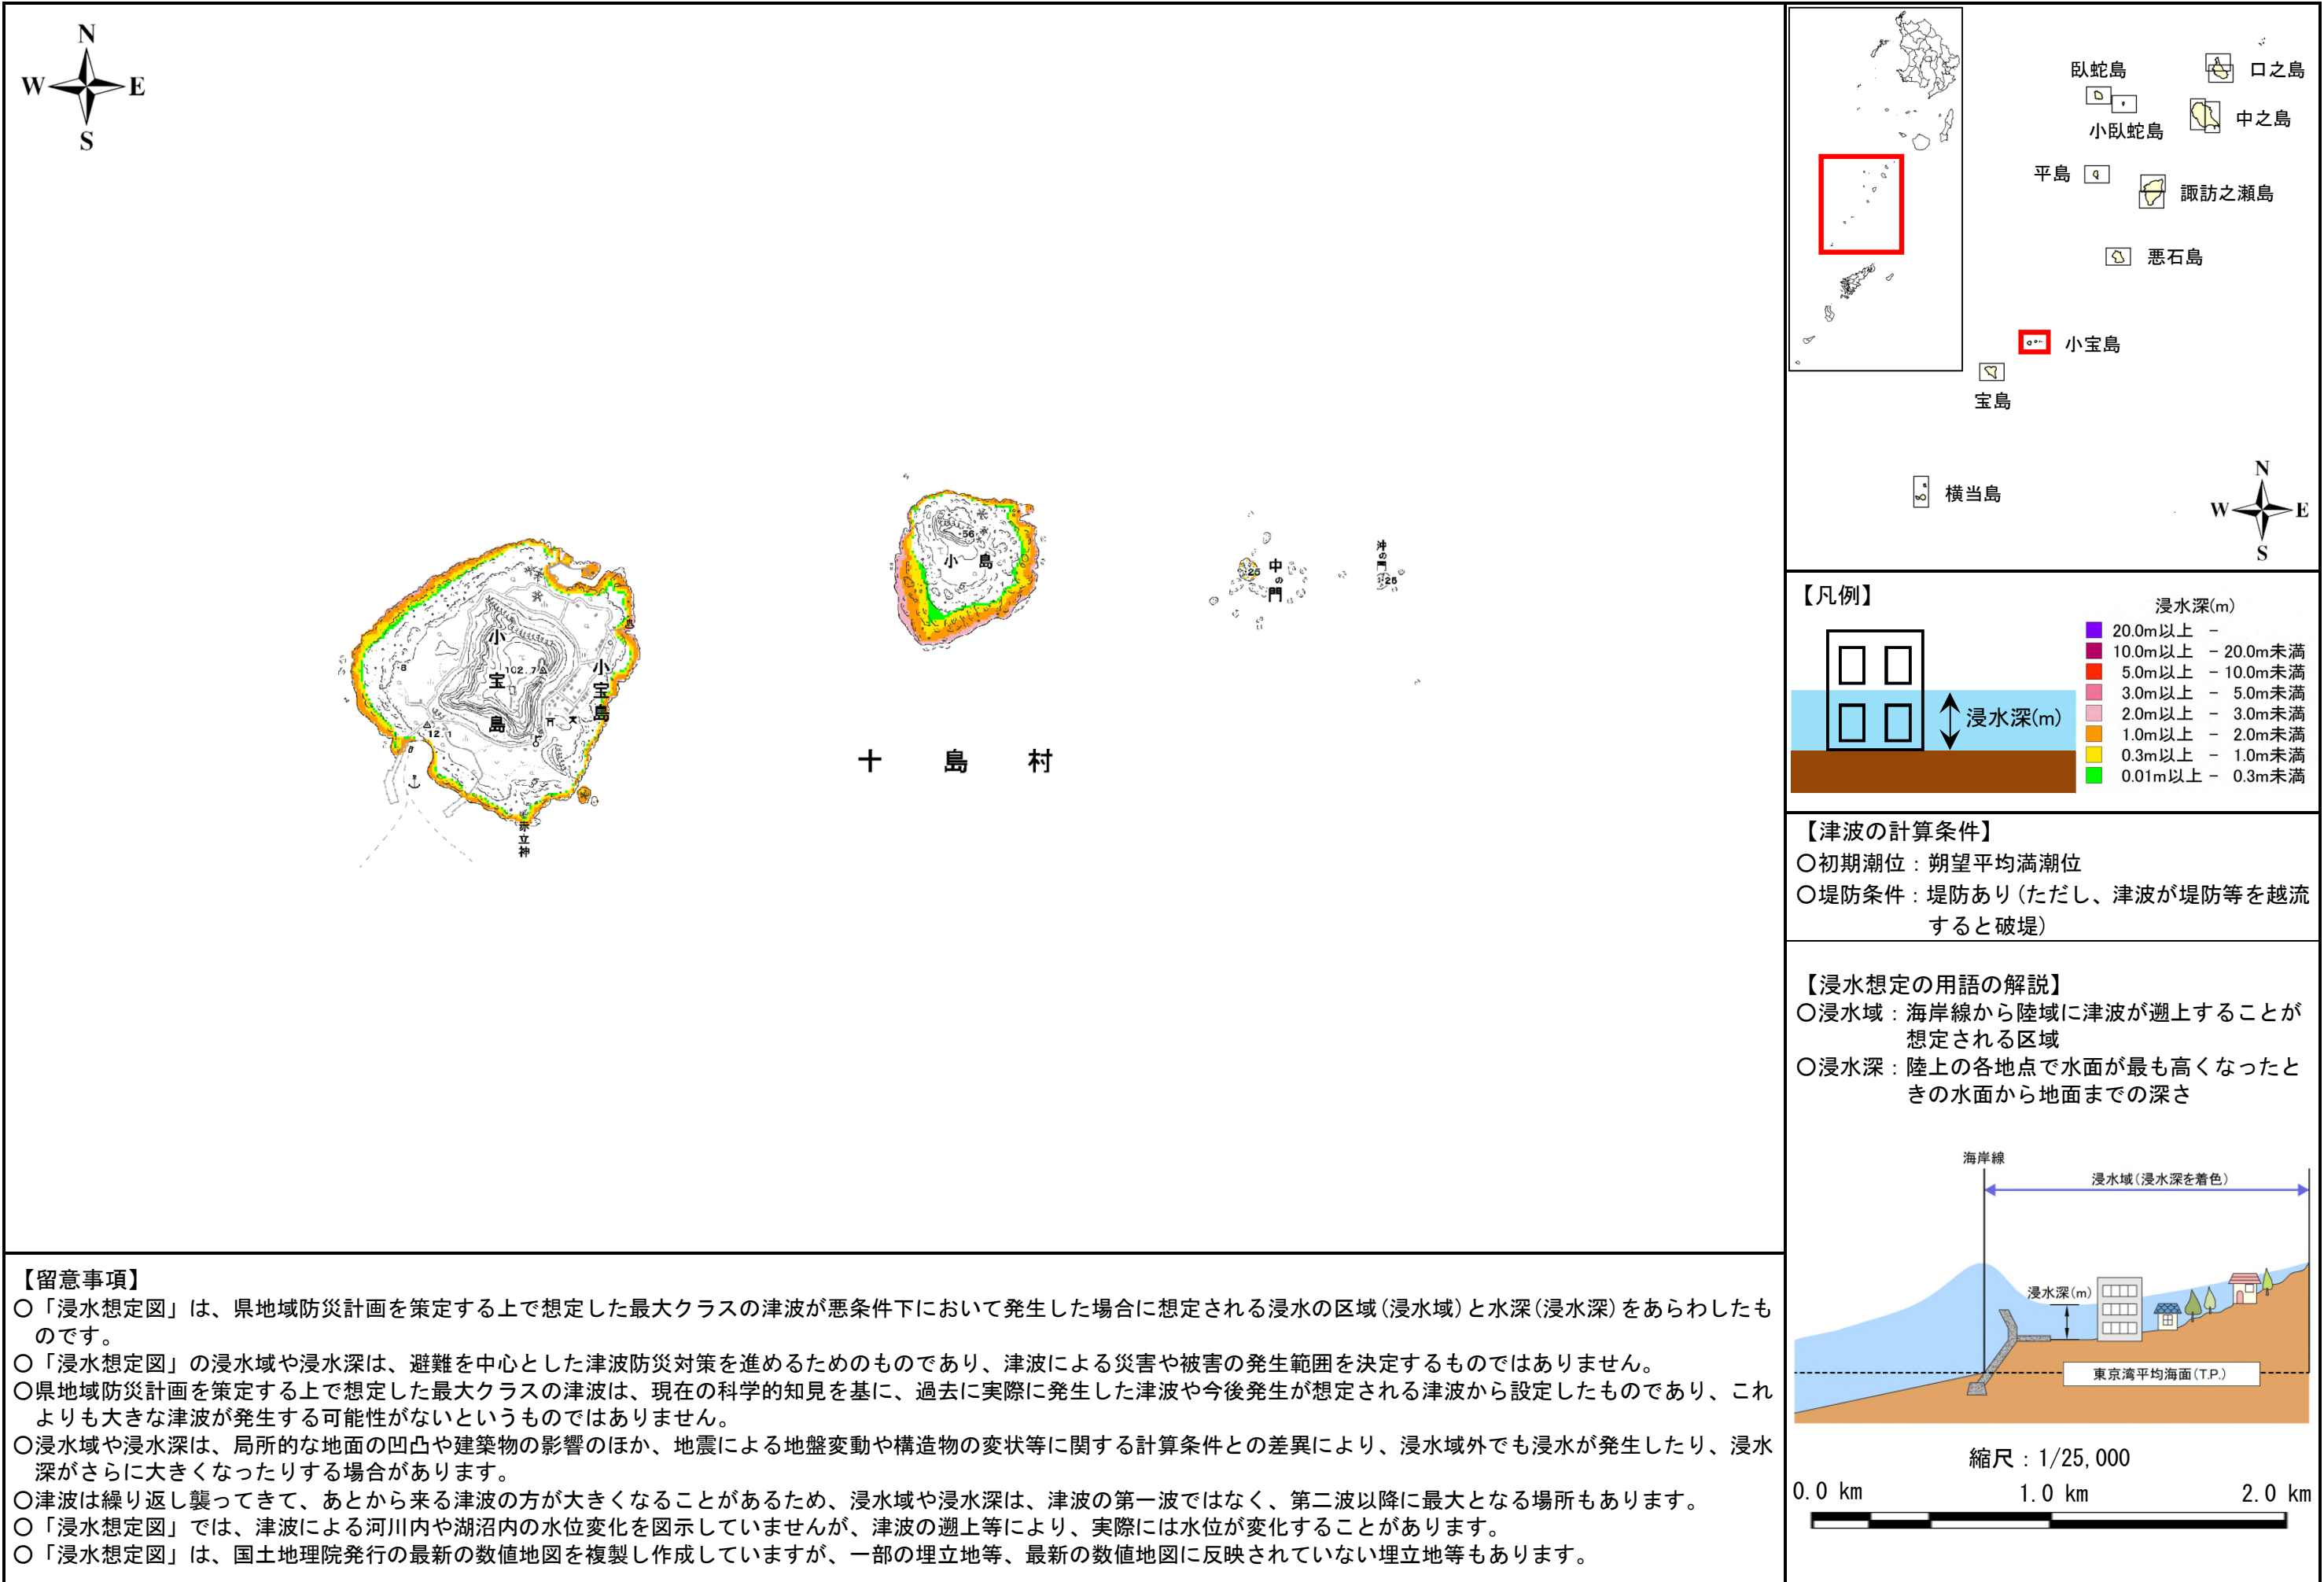 N
W E
S
小宝島
小宝島
102.7
8
12.1
赤立神
56
小島
25
中の門
沖の門
26
十島村
臥蛇島
口之島
小臥蛇島
中之島
平島
諏訪之瀬島
悪石島
小宝島
宝島
横当島
N
W E
S
【凡例】
浸水深(m)
浸水深(m)
20.0m以上 －
10.0m以上 － 20.0m未満
5.0m以上 － 10.0m未満
3.0m以上 － 5.0m未満
2.0m以上 － 3.0m未満
1.0m以上 － 2.0m未満
0.3m以上 － 1.0m未満
0.01m以上 － 0.3m未満
【津波の計算条件】
○初期潮位：朔望平均満潮位
○堤防条件：堤防あり(ただし、津波が堤防等を越流
すると破堤)
【浸水想定の用語の解説】
○浸水域：海岸線から陸域に津波が遡上することが
想定される区域
○浸水深：陸上の各地点で水面が最も高くなったと
きの水面から地面までの深さ
海岸線
浸水域(浸水深を着色)
浸水深(m)
東京湾平均海面(T.P.)
縮尺：1/25,000
0.0 km 1.0 km 2.0 km
【留意事項】
○「浸水想定図」は、県地域防災計画を策定する上で想定した最大クラスの津波が悪条件下において発生した場合に想定される浸水の区域(浸水域)と水深(浸水深)をあらわしたも
のです。
○「浸水想定図」の浸水域や浸水深は、避難を中心とした津波防災対策を進めるためのものであり、津波による災害や被害の発生範囲を決定するものではありません。
○県地域防災計画を策定する上で想定した最大クラスの津波は、現在の科学的知見を基に、過去に実際に発生した津波や今後発生が想定される津波から設定したものであり、これ
よりも大きな津波が発生する可能性がないというものではありません。
○浸水域や浸水深は、局所的な地面の凹凸や建築物の影響のほか、地震による地盤変動や構造物の変状等に関する計算条件との差異により、浸水域外でも浸水が発生したり、浸水
深がさらに大きくなったりする場合があります。
○津波は繰り返し襲ってきて、あとから来る津波の方が大きくなることがあるため、浸水域や浸水深は、津波の第一波ではなく、第二波以降に最大となる場所もあります。
○「浸水想定図」では、津波による河川内や湖沼内の水位変化を図示していませんが、津波の遡上等により、実際には水位が変化することがあります。
○「浸水想定図」は、国土地理院発行の最新の数値地図を複製し作成していますが、一部の埋立地等、最新の数値地図に反映されていない埋立地等もあります。